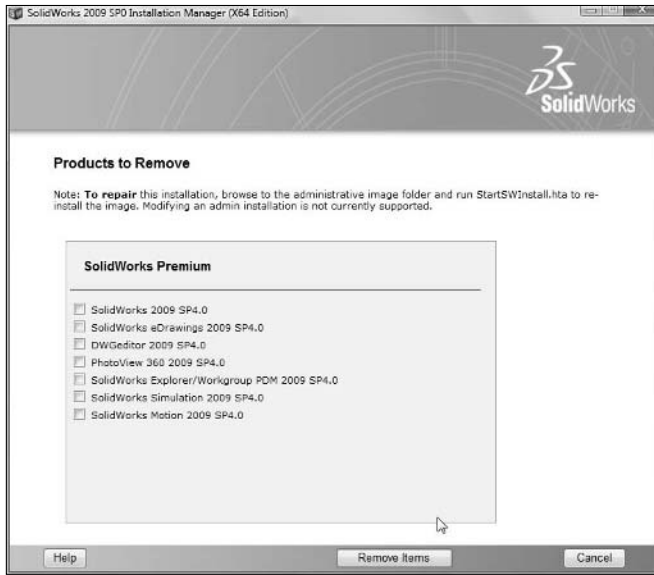 SolidWorks 2009 SP0 Installation Manager (X64 Edition)
SolidWorks
Products to Remove
Note: To repair this installation, browse to the administrative image folder and run StartSWInstall.hta to re-
install the image. Modifying an admin installation is not currently supported.
SolidWorks Premium
SolidWorks 2009 SP4.0
SolidWorks eDrawings 2009 SP4.0
DWGeditor 2009 SP4.0
PhotoView 360 2009 SP4.0
SolidWorks Explorer/Workgroup PDM 2009 SP4.0
SolidWorks Simulation 2009 SP4.0
SolidWorks Motion 2009 SP4.0
Help
Remove Items
Cancel